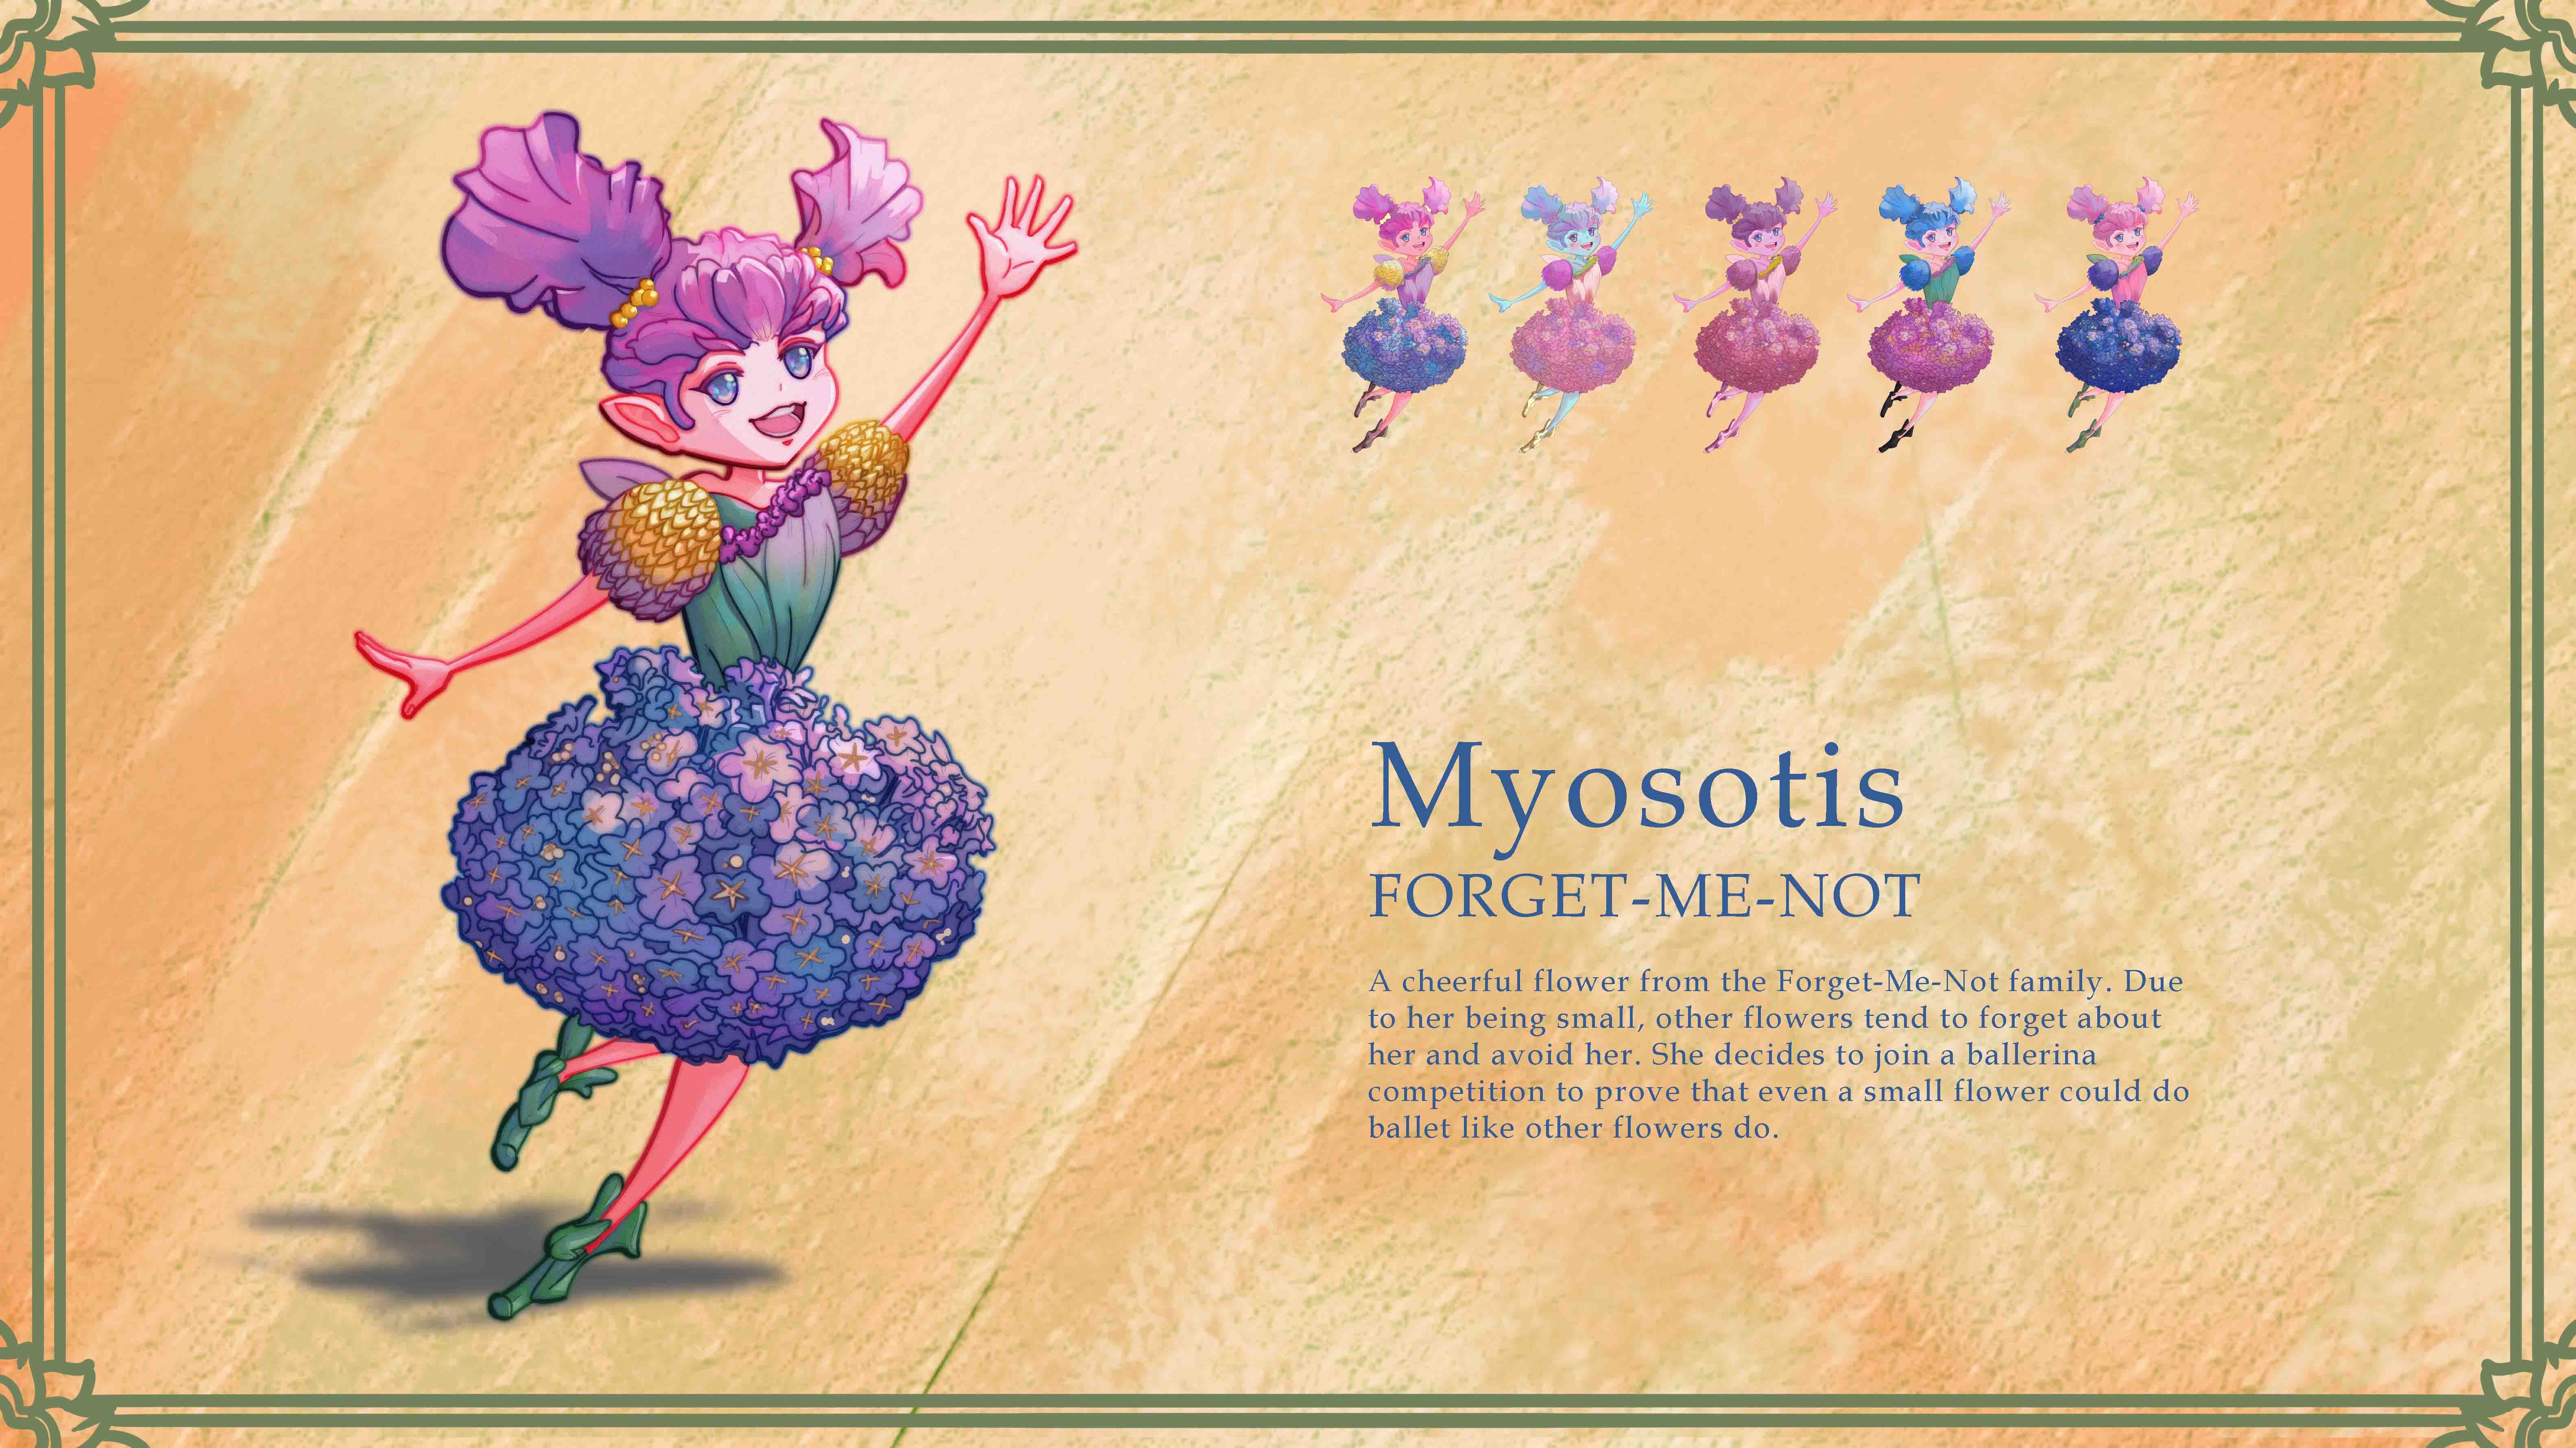 Myosotis
FORGET-ME-NOT
A cheerful flower from the Forget-Me-Not family. Due
to her being small, other flowers tend to forget about
her and avoid her. She decides to join a ballerina
competition to prove that even a small flower could do
ballet like other flowers do.